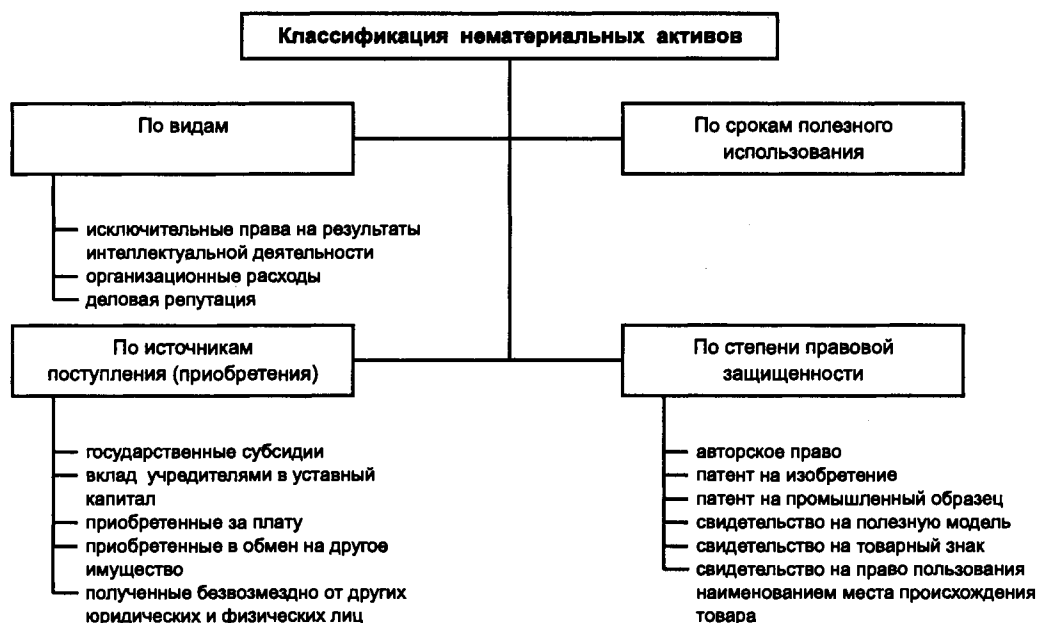 Классификация нематериальных активов
По видам
исключительные права на результаты
интеллектуальной деятельности
организационные расходы
деловая репутация
По срокам полезного
использования
По источникам
поступления (приобретения)
государственные субсидии
вклад учредителями в уставный
капитал
приобретенные за плату
приобретенные в обмен на другое
имущество
полученные безвозмездно от других
юридических и физических лиц
По степени правовой
защищенности
авторское право
патент на изобретение
патент на промышленный образец
свидетельство на полезную модель
свидетельство на товарный знак
свидетельство на право пользования
наименованием места происхождения
товара